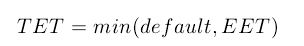 TET = min(default, EET)